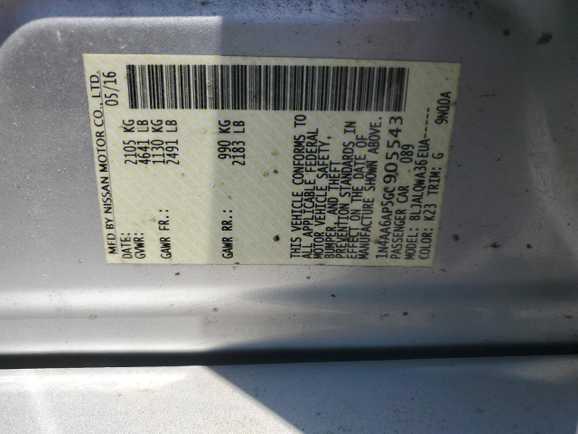 MFD BY NISSAN MOTOR CO., LTD.
DATE: 05/16
GVWR: 2105 KG
4641 LB
GAWR FR.: 1130 KG
2491 LB
GAWR RR.: 990 KG
2183 LB
THIS VEHICLE CONFORMS TO
ALL APPLICABLE FEDERAL
MOTOR VEHICLE SAFETY,
BUMPER, AND THEFT
PREVENTION STANDARDS IN
EFFECT ON THE DATE OF
MANUFACTURE SHOWN ABOVE.
1N4AA6AP5GC905543
PASSENGER CAR 089
MODEL: BLJALQWA36EUA-----
COLOR: K23 TRIM: G 9N00A